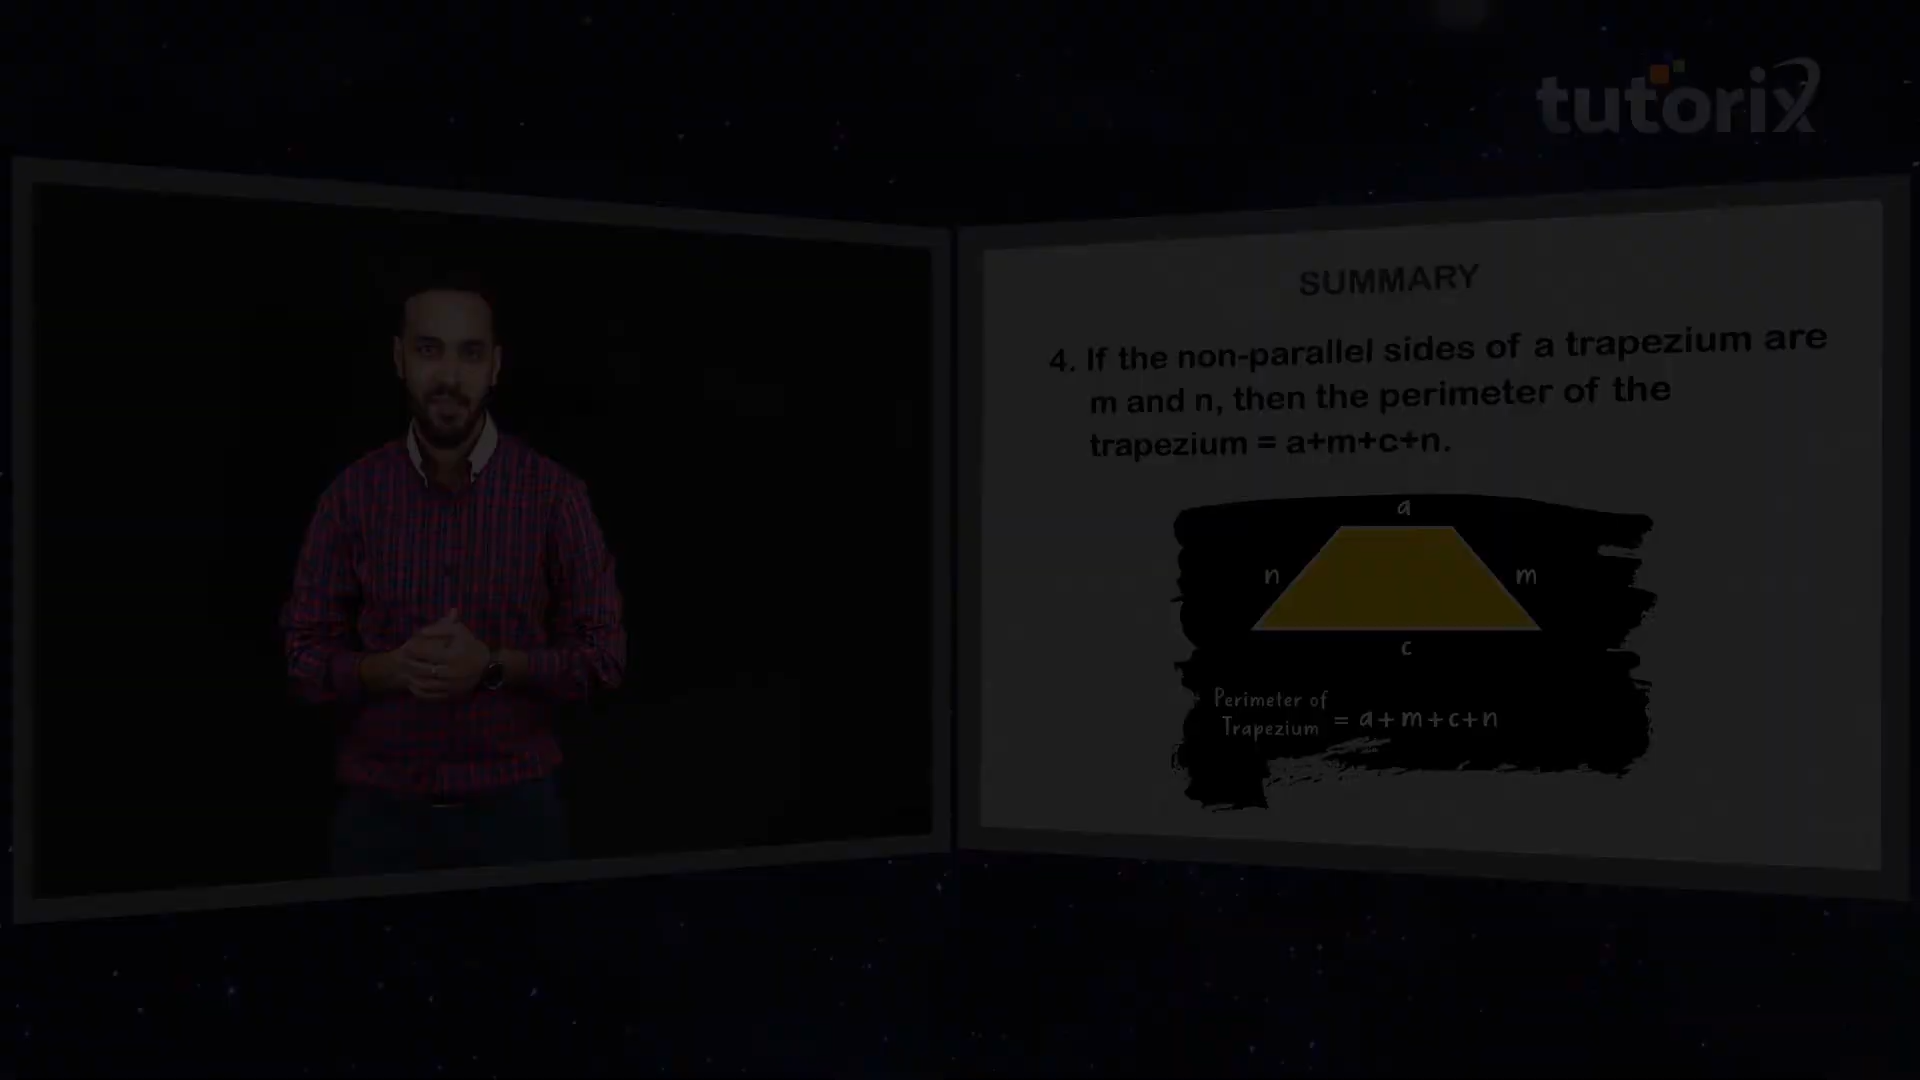 tutorix
SUMMARY
4. If the non-parallel sides of a trapezium are
m and n, then the perimeter of the
trapezium = a+m+c+n.
a
n
m
c
Perimeter of
Trapezium = a+m+c+n